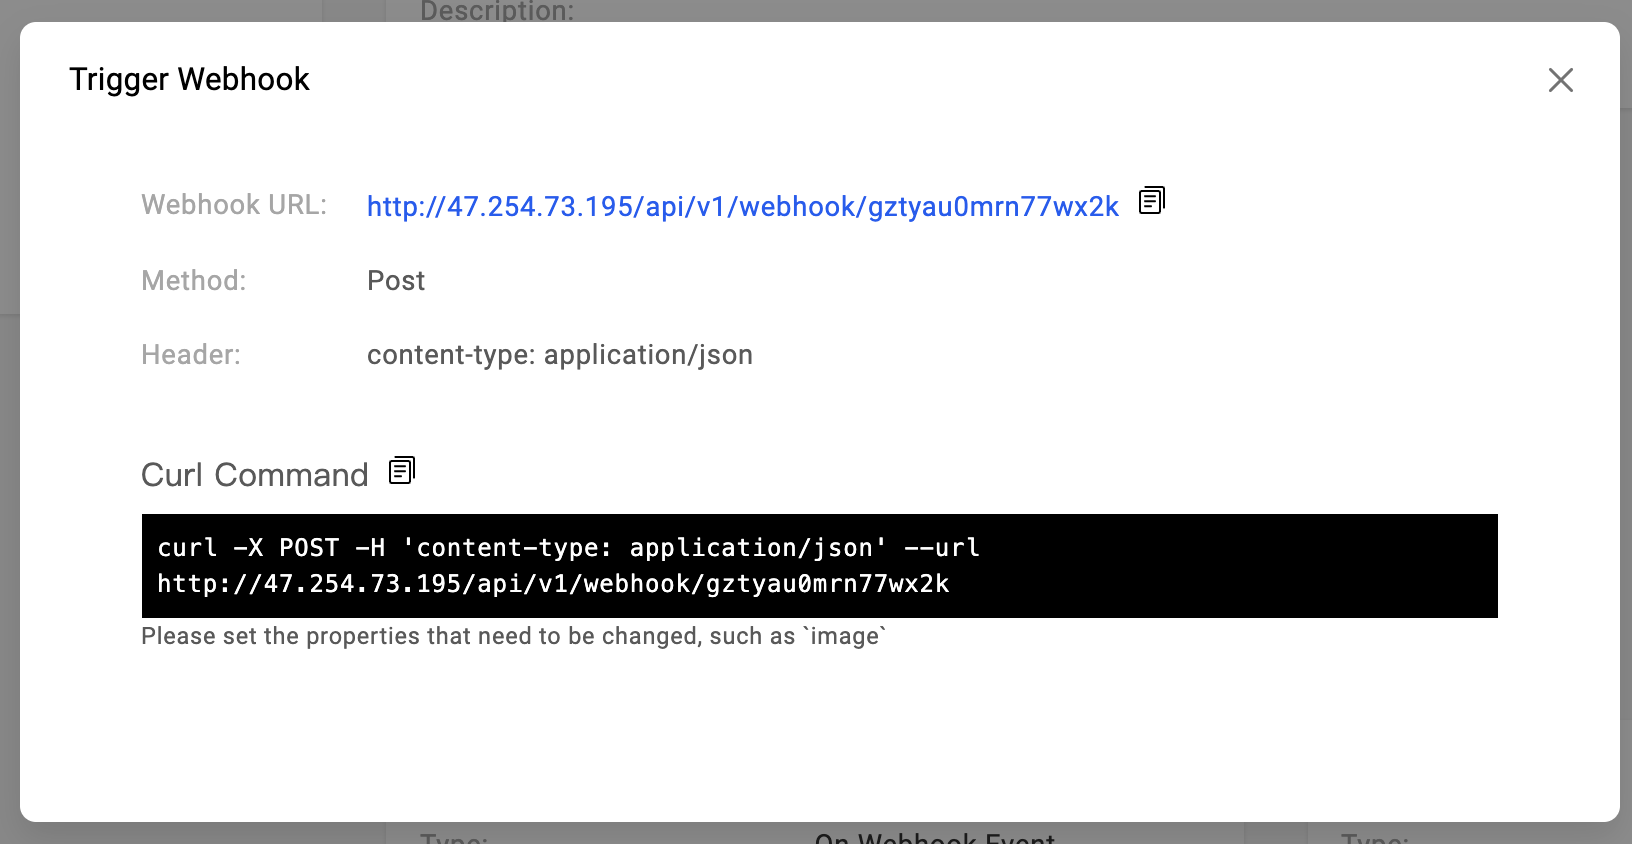 Description:
Trigger Webhook
Webhook URL: http://47.254.73.195/api/v1/webhook/gztyau0mrn77wx2k
Method: Post
Header: content-type: application/json
Curl Command
curl -X POST -H 'content-type: application/json' --url
http://47.254.73.195/api/v1/webhook/gztyau0mrn77wx2k
Please set the properties that need to be changed, such as `image`
Type: On Webhook Event Type: